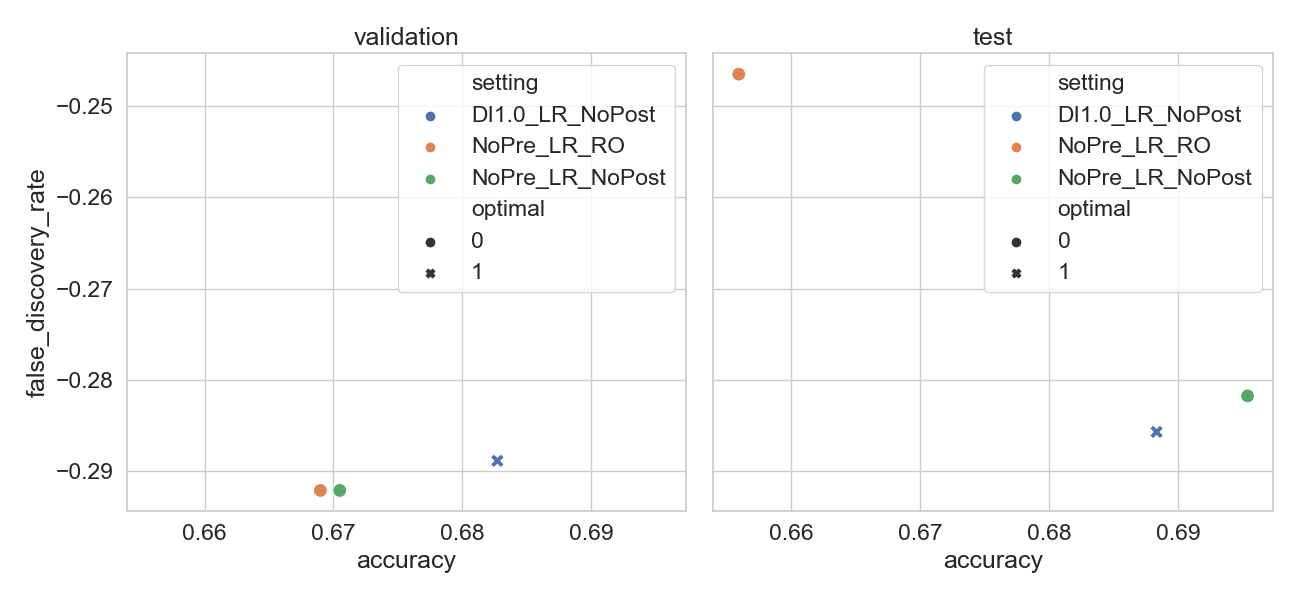 validation
test
false_discovery_rate
−0.25
−0.26
−0.27
−0.28
−0.29
setting
DI1.0_LR_NoPost
NoPre_LR_RO
NoPre_LR_NoPost
optimal
0
1
0.66 0.67 0.68 0.69
accuracy
setting
DI1.0_LR_NoPost
NoPre_LR_RO
NoPre_LR_NoPost
optimal
0
1
0.66 0.67 0.68 0.69
accuracy